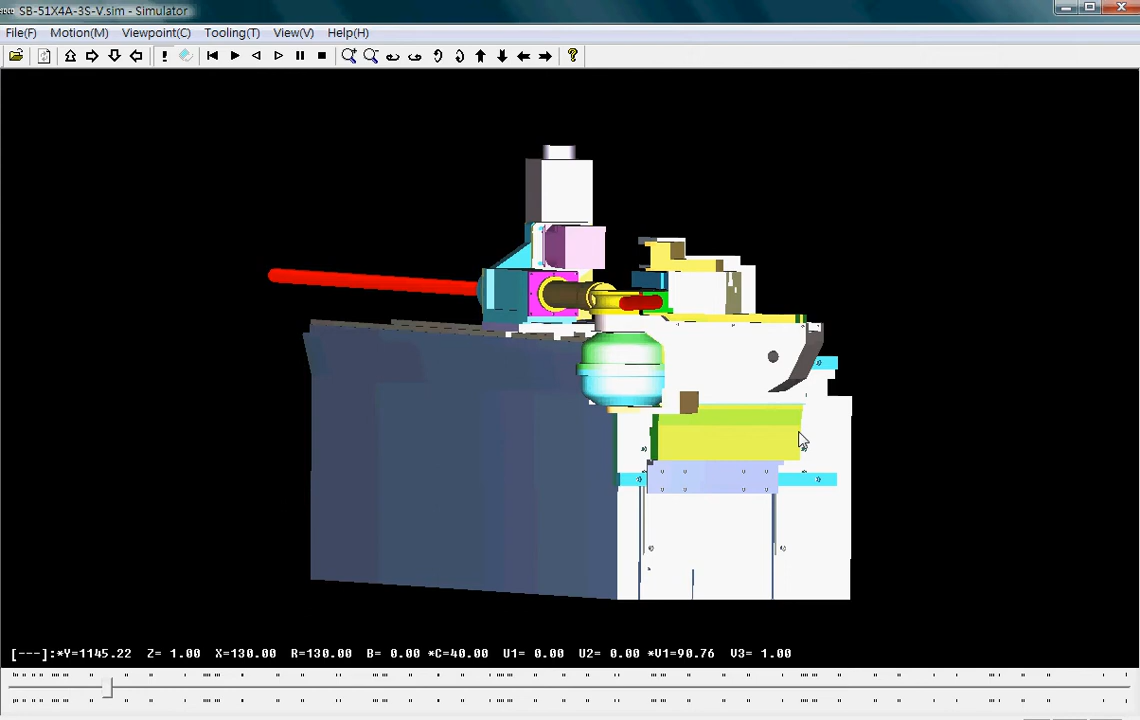 SB-51X4A-3S-V.sim - Simulator
File(F) Motion(M) Viewpoint(C) Tooling(T) View(V) Help(H)
[---]:*Y=1145.22 Z= 1.00 X=130.00 R=130.00 B= 0.00 *C=40.00 U1= 0.00 U2= 0.00 *V1=90.76 V3= 1.00